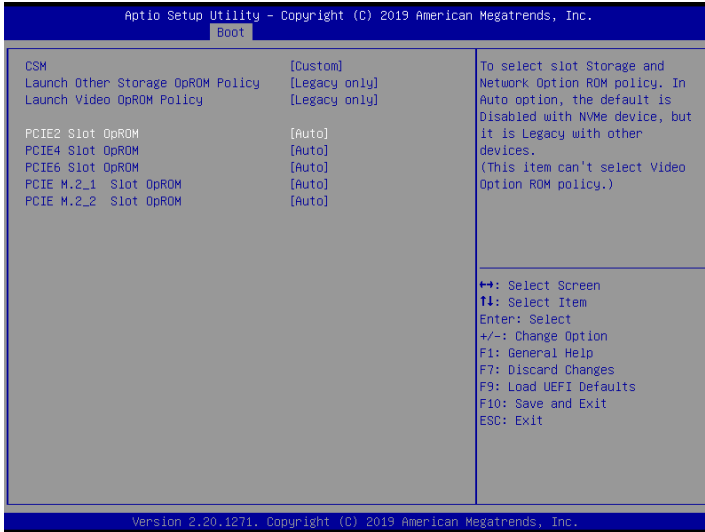 Aptio Setup Utility – Copyright (C) 2019 American Megatrends, Inc.
Boot
CSM [Custom]
Launch Other Storage OpROM Policy [Legacy only]
Launch Video OpROM Policy [Legacy only]
PCIE2 Slot OpROM [Auto]
PCIE4 Slot OpROM [Auto]
PCIE6 Slot OpROM [Auto]
PCIE M.2_1 Slot OpROM [Auto]
PCIE M.2_2 Slot OpROM [Auto]
To select slot Storage and
Network Option ROM policy. In
Auto option, the default is
Disabled with NVMe device, but
it is Legacy with other
devices.
(This item can't select Video
Option ROM policy.)
↔: Select Screen
↑↓: Select Item
Enter: Select
+/-: Change Option
F1: General Help
F7: Discard Changes
F9: Load UEFI Defaults
F10: Save and Exit
ESC: Exit
Version 2.20.1271. Copyright (C) 2019 American Megatrends, Inc.